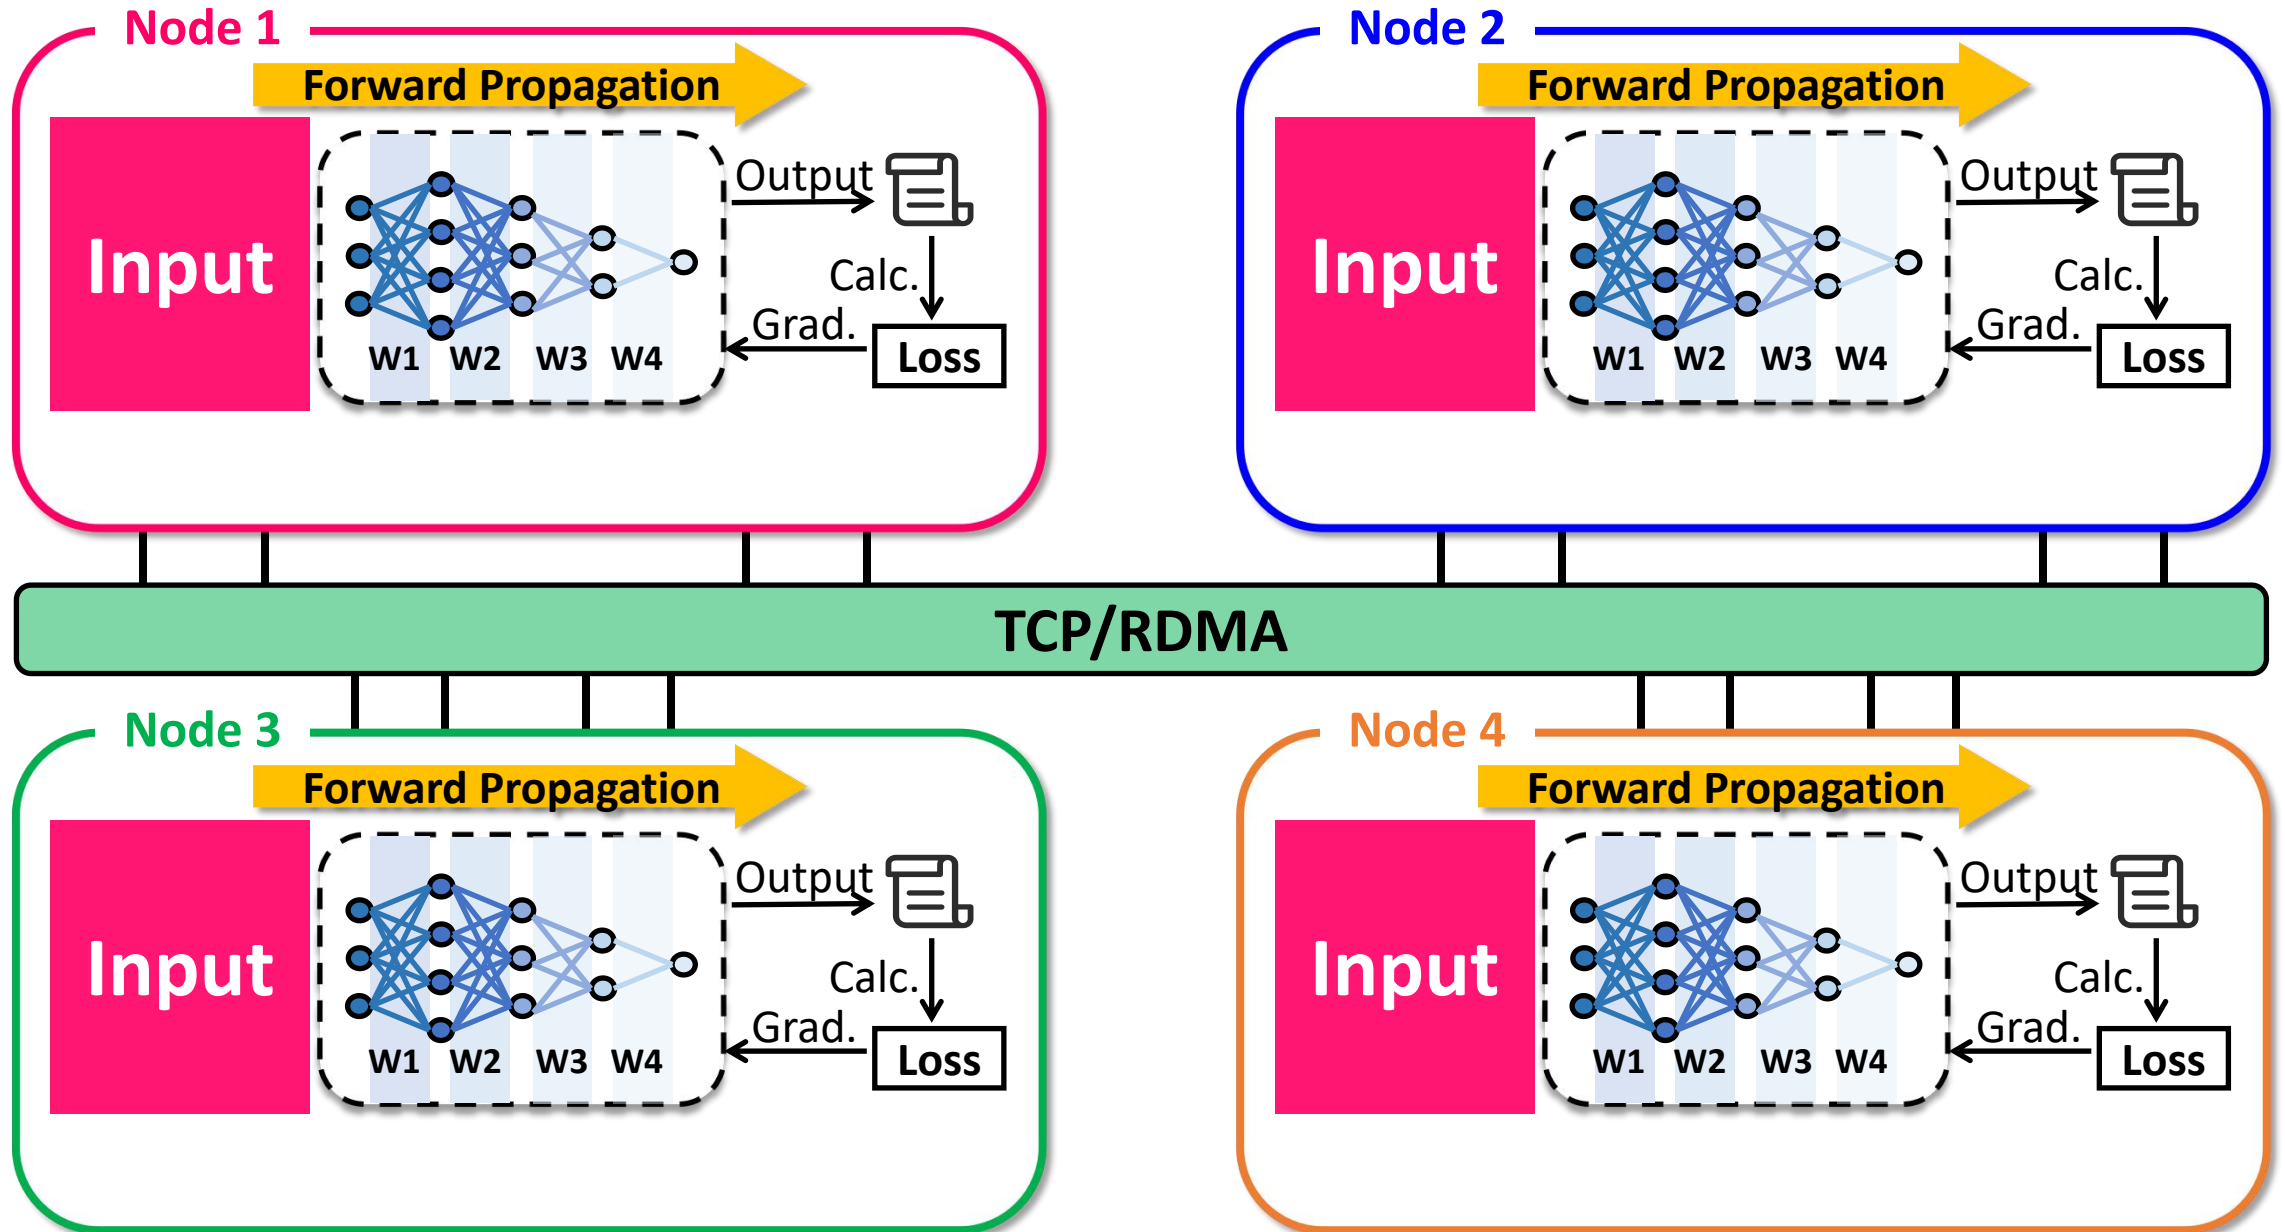 Node 1
Forward Propagation
Input
W1 W2 W3 W4
Output
Calc.
Grad.
Loss
Node 2
Forward Propagation
Input
W1 W2 W3 W4
Output
Calc.
Grad.
Loss
TCP/RDMA
Node 3
Forward Propagation
Input
W1 W2 W3 W4
Output
Calc.
Grad.
Loss
Node 4
Forward Propagation
Input
W1 W2 W3 W4
Output
Calc.
Grad.
Loss